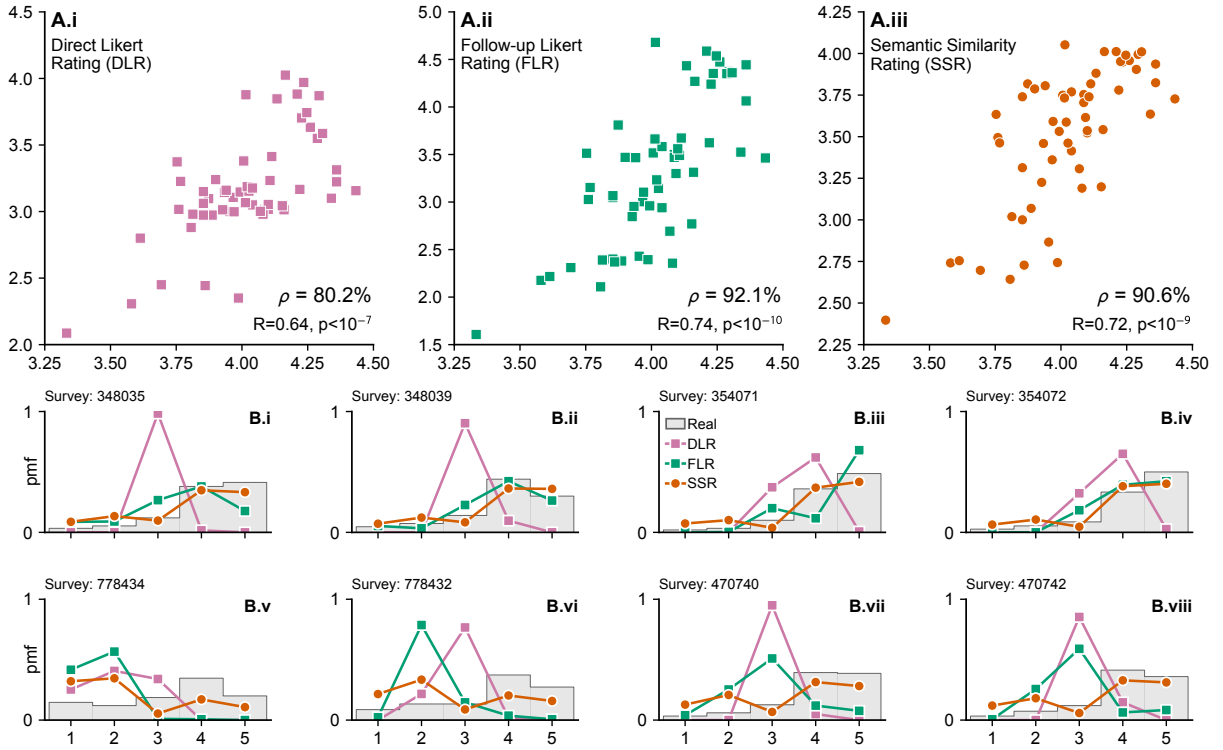 A.i
Direct Likert
Rating (DLR)
4.5
4.0
3.5
3.0
2.5
2.0
ρ = 80.2%
R=0.64, p<10⁻⁷
3.25 3.50 3.75 4.00 4.25 4.50
A.ii
Follow-up Likert
Rating (FLR)
5.0
4.5
4.0
3.5
3.0
2.5
2.0
1.5
ρ = 92.1%
R=0.74, p<10⁻¹⁰
3.25 3.50 3.75 4.00 4.25 4.50
A.iii
Semantic Similarity
Rating (SSR)
4.25
4.00
3.75
3.50
3.25
3.00
2.75
2.50
2.25
ρ = 90.6%
R=0.72, p<10⁻⁹
3.25 3.50 3.75 4.00 4.25 4.50
Survey: 348035
B.i
1
pmf
0
Survey: 348039
B.ii
1
0
Survey: 354071
B.iii
1
Real
DLR
FLR
SSR
0
Survey: 354072
B.iv
1
0
Survey: 778434
B.v
1
pmf
0
1 2 3 4 5
Survey: 778432
B.vi
1
0
1 2 3 4 5
Survey: 470740
B.vii
1
0
1 2 3 4 5
Survey: 470742
B.viii
1
0
1 2 3 4 5